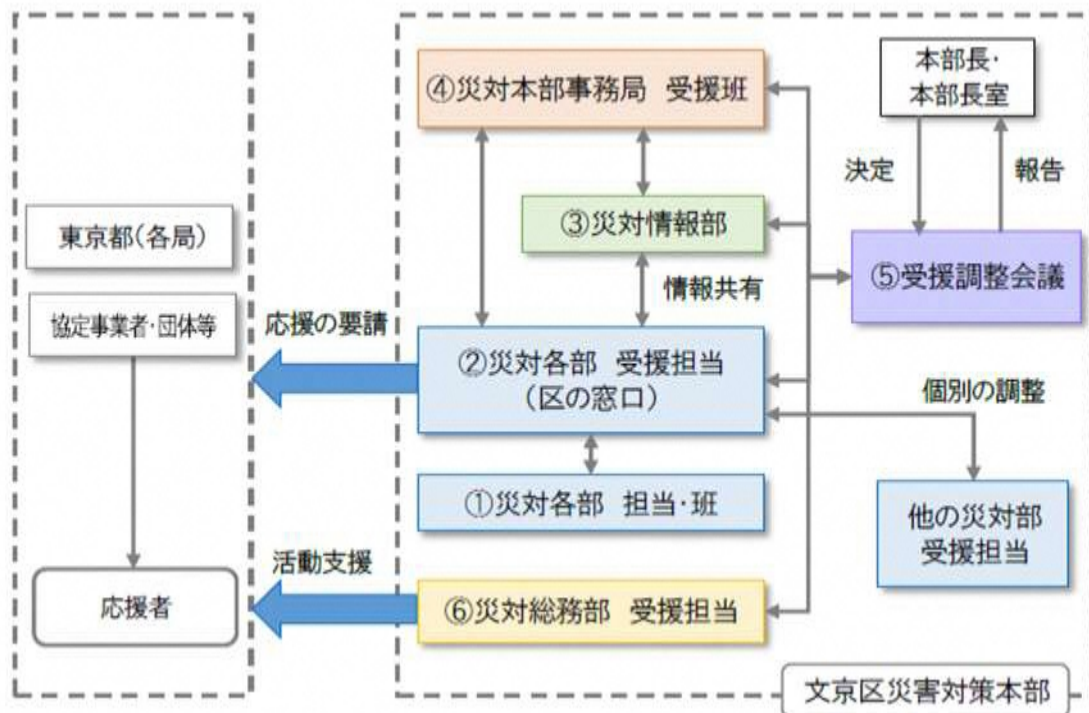 東京都(各局)
協定事業者・団体等
応援者
応援の要請
活動支援
④災対本部事務局 受援班
③災対情報部
情報共有
②災対各部 受援担当
(区の窓口)
①災対各部 担当・班
⑥災対総務部 受援担当
本部長・
本部長室
決定
報告
⑤受援調整会議
個別の調整
他の災対部
受援担当
文京区災害対策本部